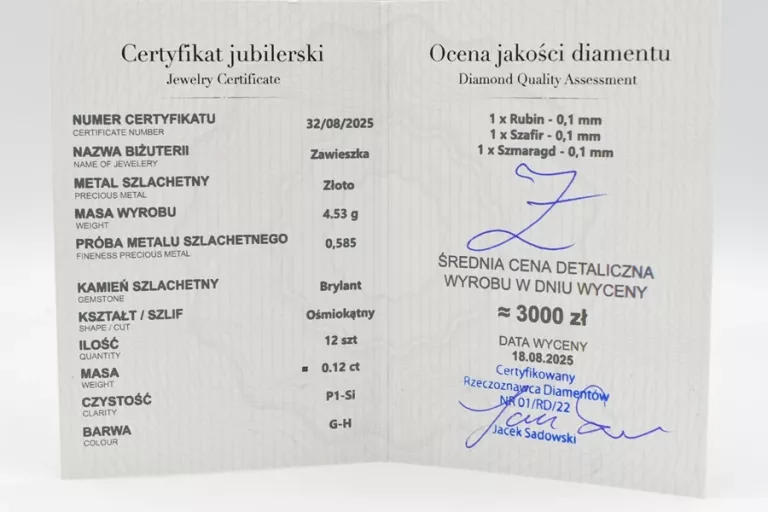 Certyfikat jubilerski
Jewelry Certificate
NUMER CERTYFIKATU 32/08/2025
CERTIFICATE NUMBER
NAZWA BIŻUTERII Zawieszka
NAME OF JEWELERY
METAL SZLACHETNY Złoto
PRECIOUS METAL
MASA WYROBU 4.53 g
WEIGHT
PRÓBA METALU SZLACHETNEGO 0,585
FINENESS PRECIOUS METAL
KAMIEŃ SZLACHETNY Brylant
GEMSTONE
KSZTAŁT / SZLIF Ośmiokątny
SHAPE / CUT
ILOŚĆ 12 szt
QUANTITY
MASA ≈ 0.12 ct
WEIGHT
CZYSTOŚĆ P1-Si
CLARITY
BARWA G-H
COLOUR
Ocena jakości diamentu
Diamond Quality Assessment
1 x Rubin - 0,1 mm
1 x Szafir - 0,1 mm
1 x Szmaragd - 0,1 mm
ŚREDNIA CENA DETALICZNA
WYROBU W DNIU WYCENY
≈ 3000 zł
DATA WYCENY
18.08.2025
Certyfikowany
Rzeczoznawca Diamentów
NR 01/RD/22
Jacek Sadowski